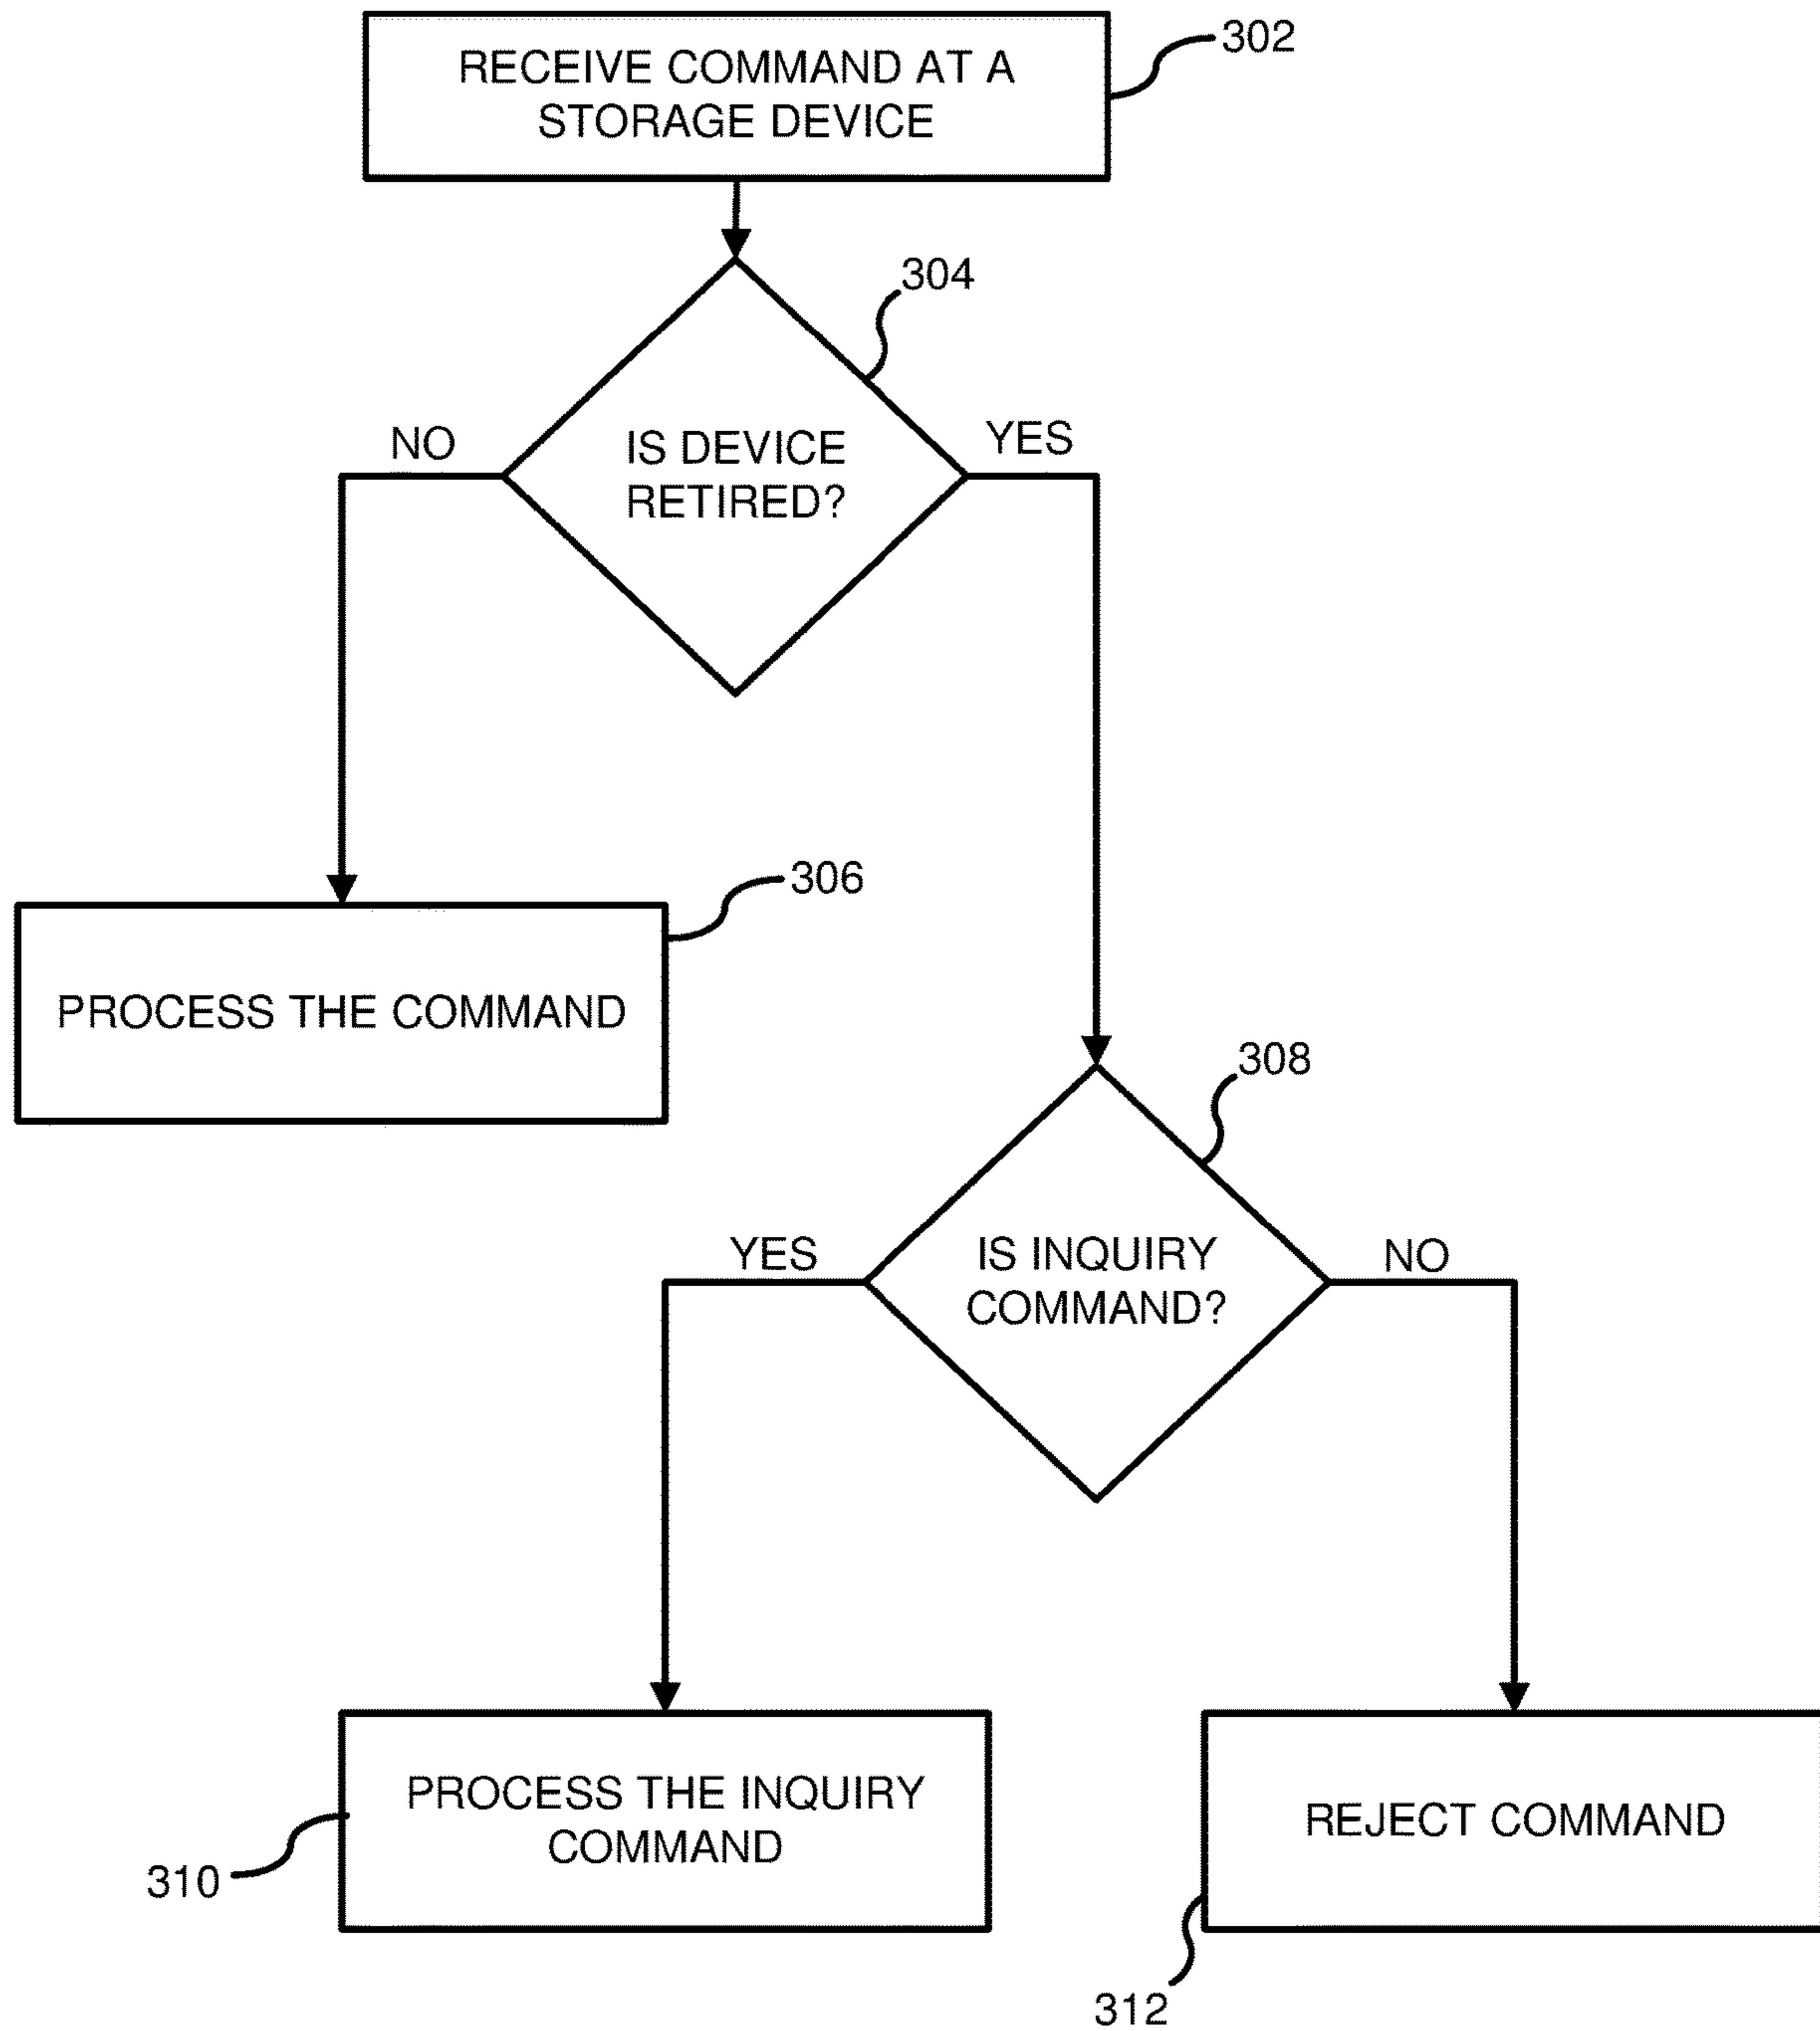 RECEIVE COMMAND AT A
STORAGE DEVICE
302
304
IS DEVICE
RETIRED?
NO
YES
306
PROCESS THE COMMAND
308
IS INQUIRY
COMMAND?
YES
NO
PROCESS THE INQUIRY
COMMAND
310
REJECT COMMAND
312